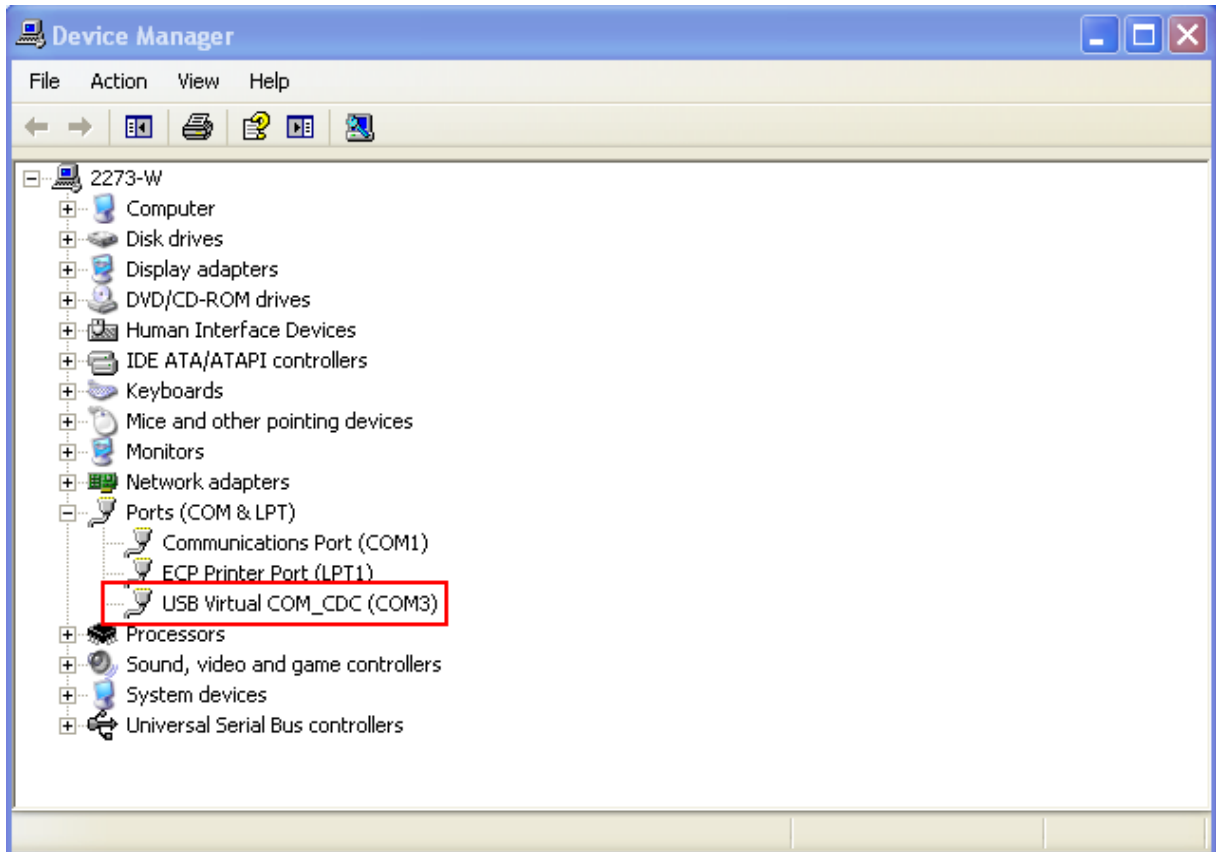 Device Manager
File Action View Help
2273-W
Computer
Disk drives
Display adapters
DVD/CD-ROM drives
Human Interface Devices
IDE ATA/ATAPI controllers
Keyboards
Mice and other pointing devices
Monitors
Network adapters
Ports (COM & LPT)
Communications Port (COM1)
ECP Printer Port (LPT1)
USB Virtual COM_CDC (COM3)
Processors
Sound, video and game controllers
System devices
Universal Serial Bus controllers